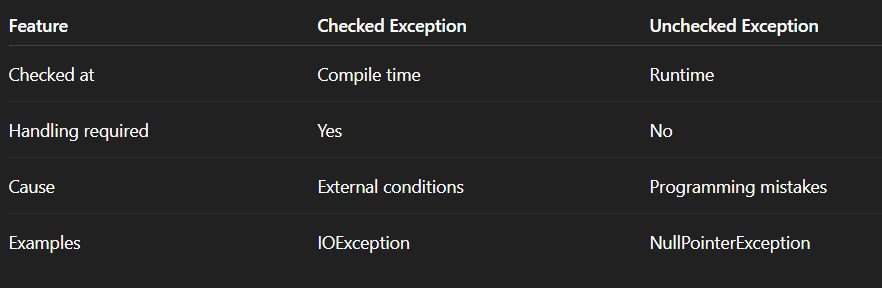 Feature Checked Exception Unchecked Exception
Checked at Compile time Runtime
Handling required Yes No
Cause External conditions Programming mistakes
Examples IOException NullPointerException